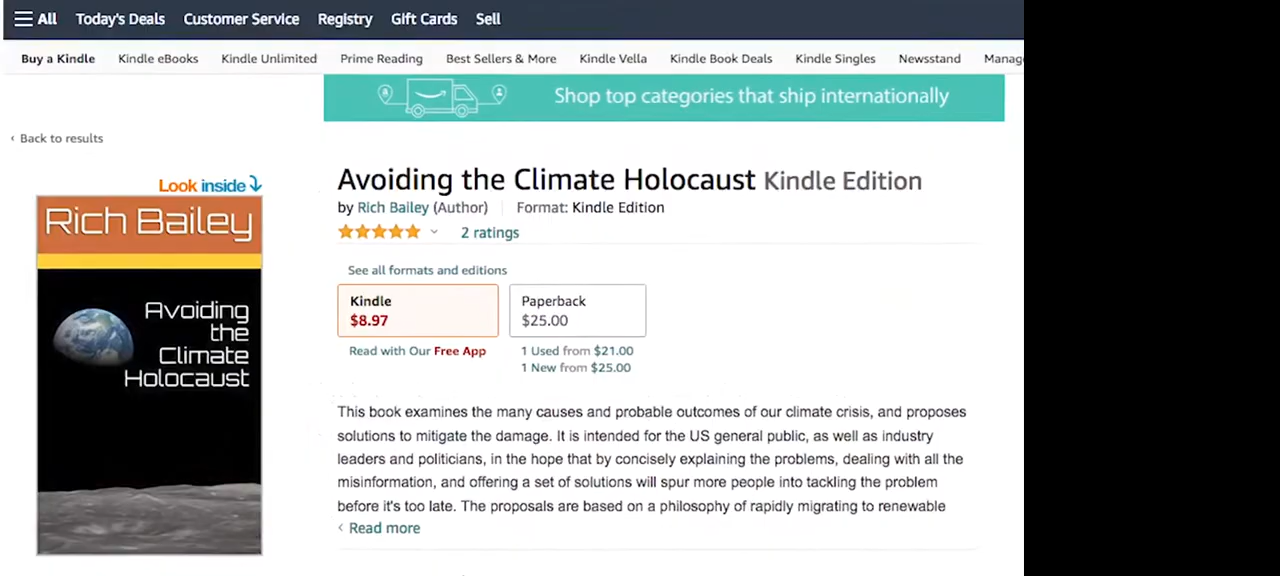 All Today's Deals Customer Service Registry Gift Cards Sell
Buy a Kindle Kindle eBooks Kindle Unlimited Prime Reading Best Sellers & More Kindle Vella Kindle Book Deals Kindle Singles Newsstand Manag
Shop top categories that ship internationally
‹ Back to results
Look inside
Rich Bailey
Avoiding
the
Climate
Holocaust
Avoiding the Climate Holocaust Kindle Edition
by Rich Bailey (Author) Format: Kindle Edition
2 ratings
See all formats and editions
Kindle
$8.97
Paperback
$25.00
Read with Our Free App
1 Used from $21.00
1 New from $25.00
This book examines the many causes and probable outcomes of our climate crisis, and proposes
solutions to mitigate the damage. It is intended for the US general public, as well as industry
leaders and politicians, in the hope that by concisely explaining the problems, dealing with all the
misinformation, and offering a set of solutions will spur more people into tackling the problem
before it's too late. The proposals are based on a philosophy of rapidly migrating to renewable
‹ Read more